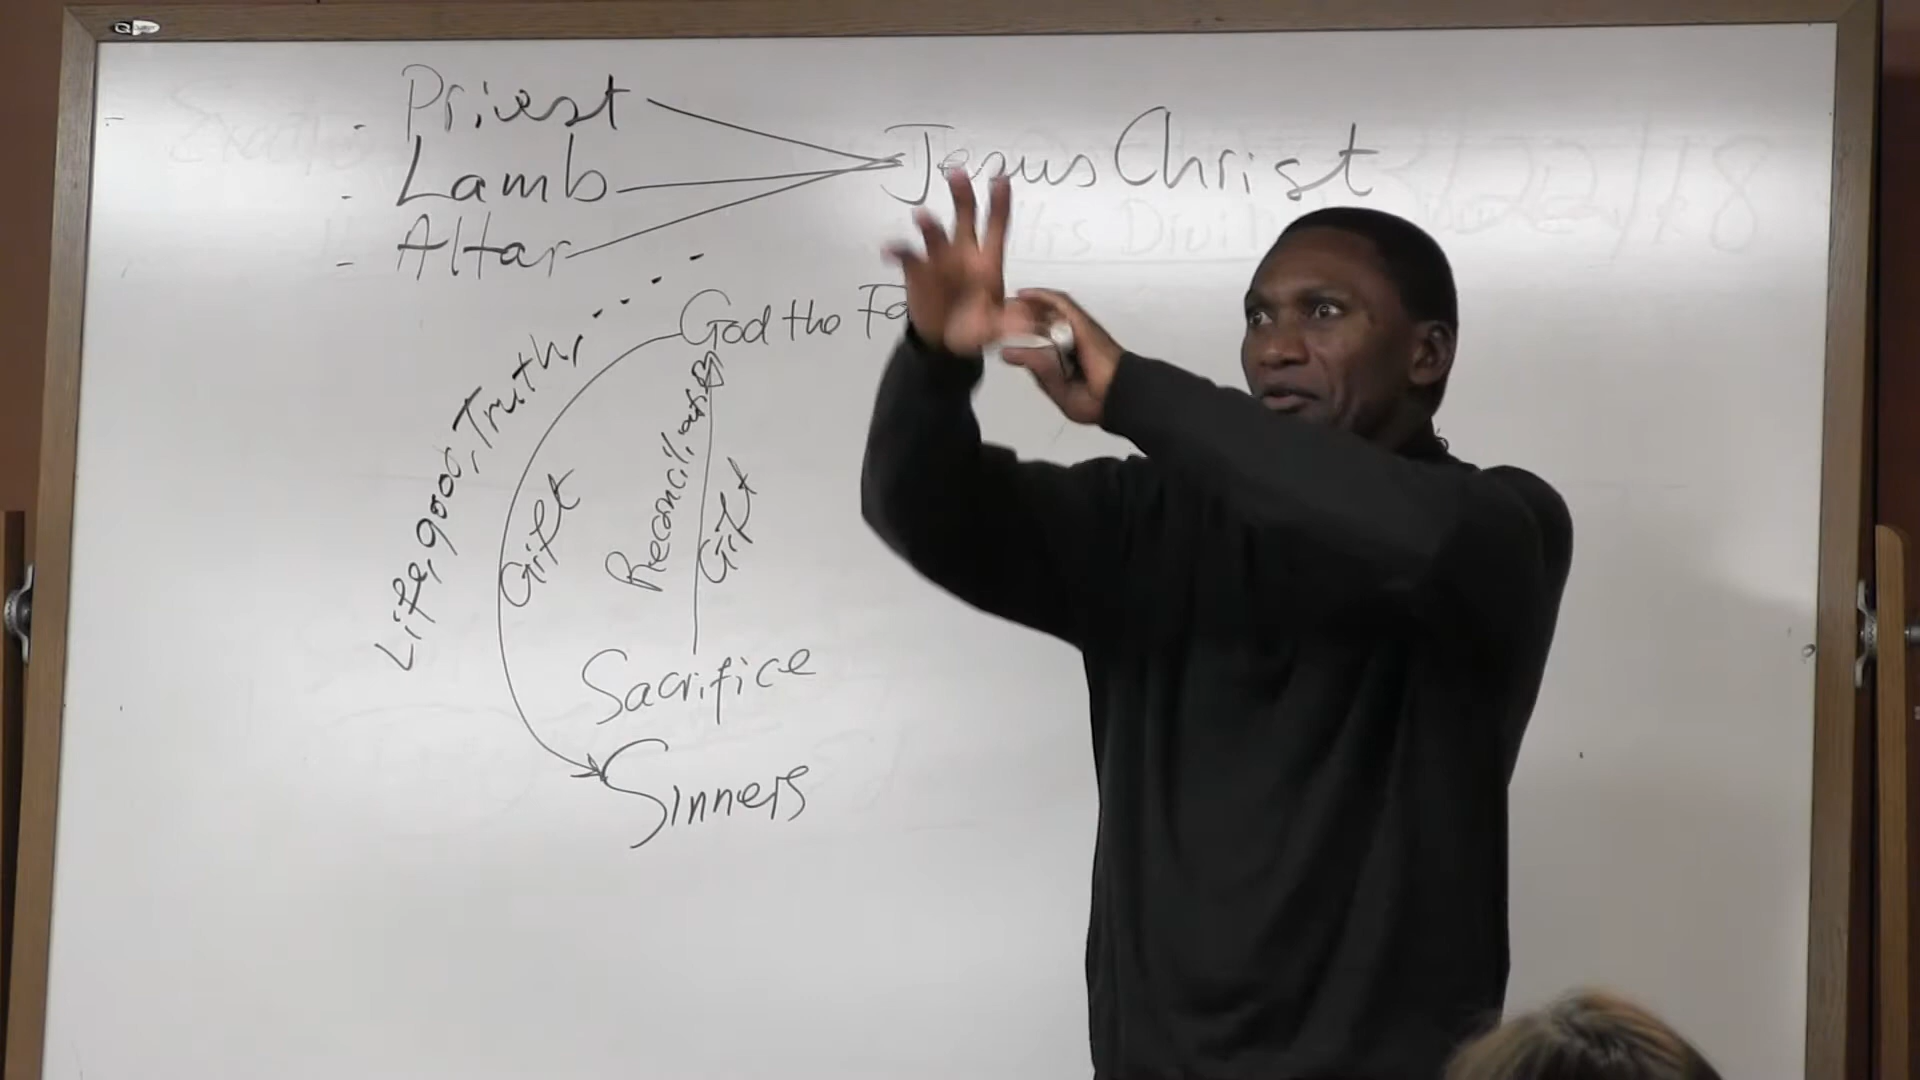 - Priest
- Lamb
- Altar
Jesus Christ
God the Fa
Life, good, Truth, . . . .
Gift
Reconciliation
Gift
Sacrifice
Sinners